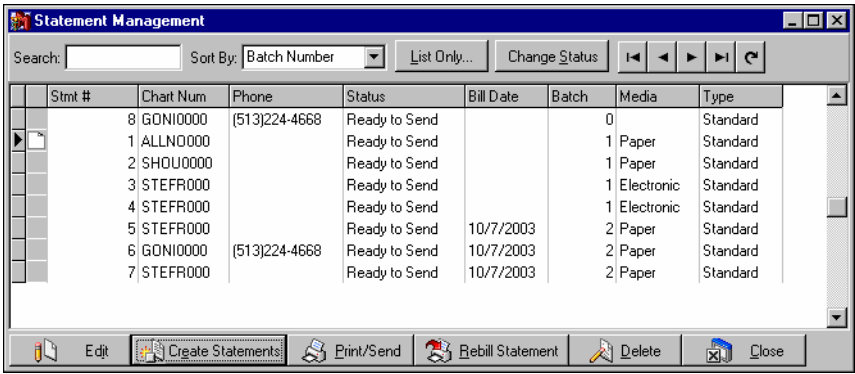 Statement Management
Search: Sort By: Batch Number List Only... Change Status
Stmt # Chart Num Phone Status Bill Date Batch Media Type
8 GONI0000 (513)224-4668 Ready to Send 0 Standard
1 ALLNO000 Ready to Send 1 Paper Standard
2 SHOU0000 Ready to Send 1 Paper Standard
3 STEFR000 Ready to Send 1 Electronic Standard
4 STEFR000 Ready to Send 1 Electronic Standard
5 STEFR000 Ready to Send 10/7/2003 2 Paper Standard
6 GONI0000 (513)224-4668 Ready to Send 10/7/2003 2 Paper Standard
7 STEFR000 Ready to Send 10/7/2003 2 Paper Standard
Edit Create Statements Print/Send Rebill Statement Delete Close